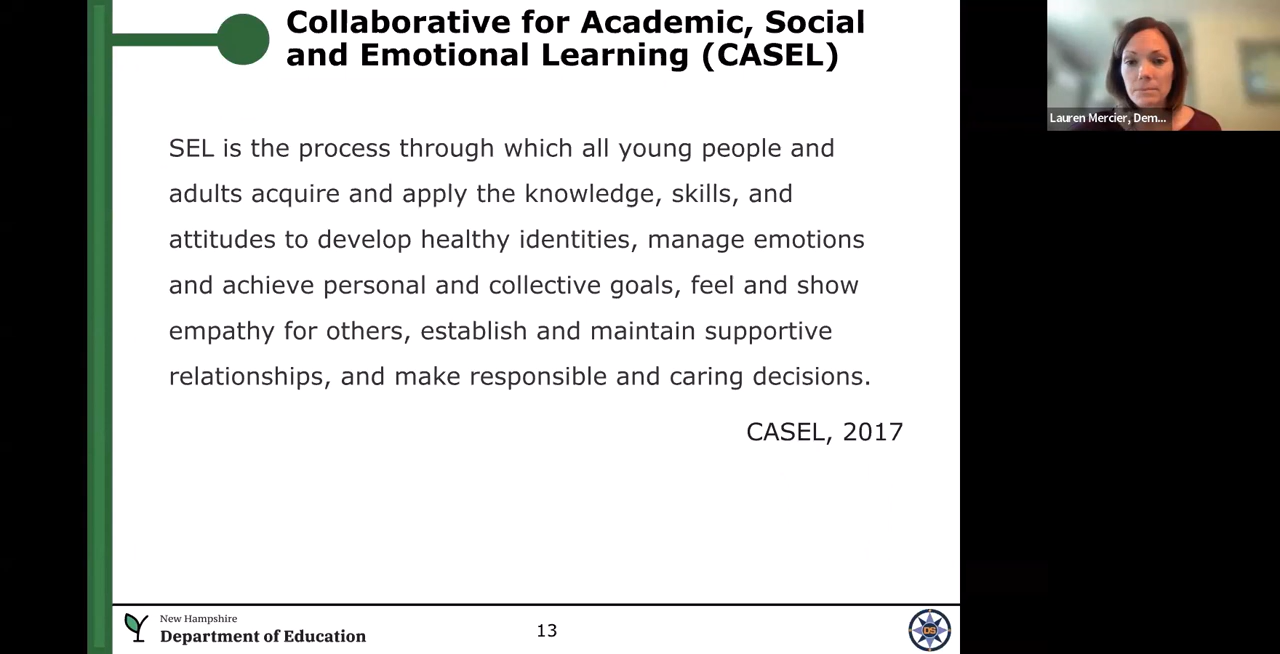 Collaborative for Academic, Social
and Emotional Learning (CASEL)
SEL is the process through which all young people and
adults acquire and apply the knowledge, skills, and
attitudes to develop healthy identities, manage emotions
and achieve personal and collective goals, feel and show
empathy for others, establish and maintain supportive
relationships, and make responsible and caring decisions.
CASEL, 2017
New Hampshire
Department of Education
13
DS
Lauren Mercier, Dem...